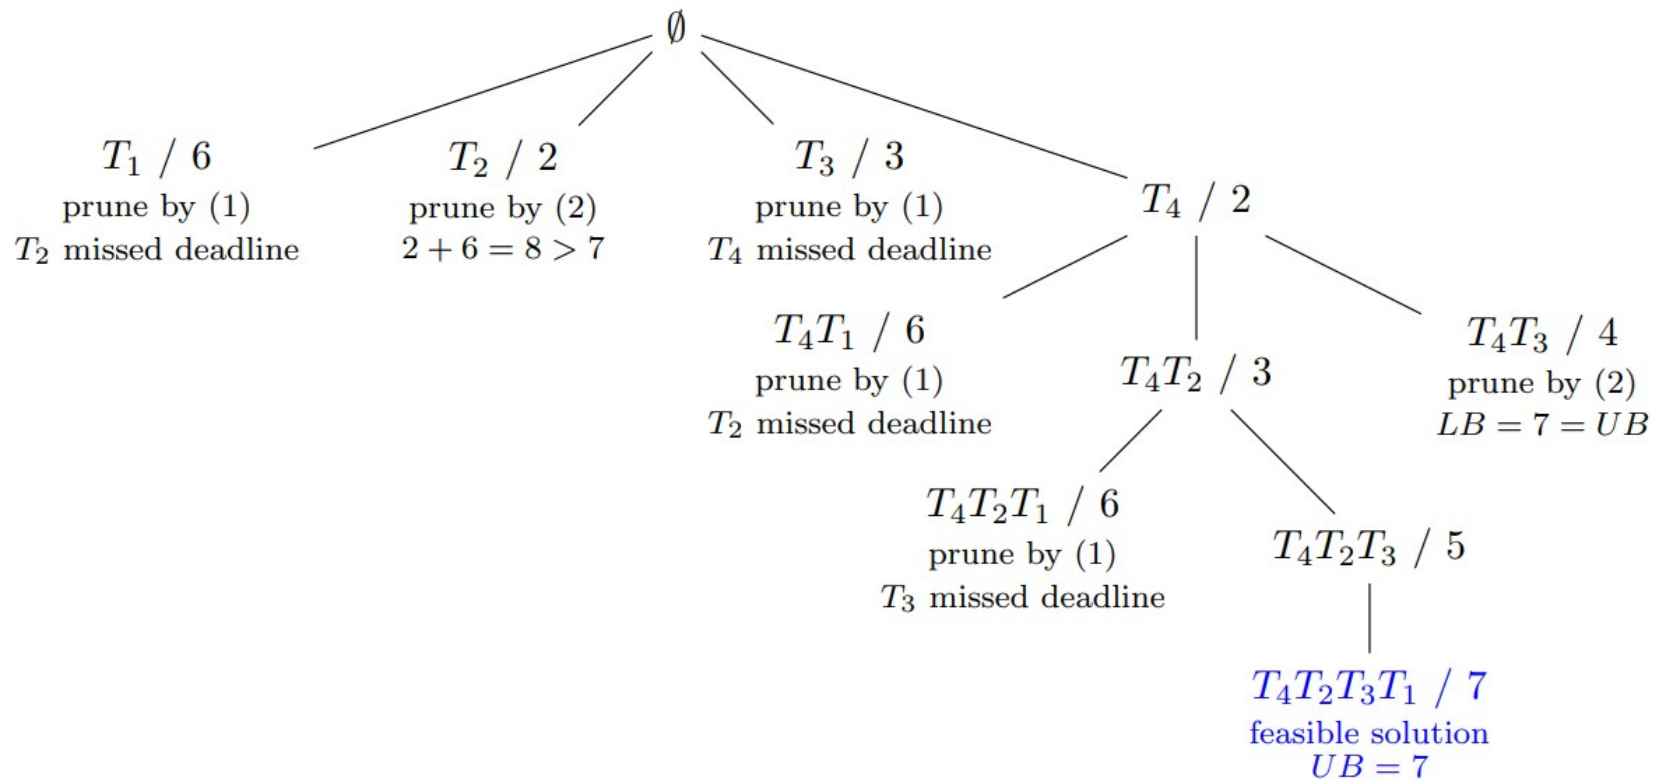 ∅
T₁ / 6
prune by (1)
T₂ missed deadline
T₂ / 2
prune by (2)
2 + 6 = 8 > 7
T₃ / 3
prune by (1)
T₄ missed deadline
T₄ / 2
T₄T₁ / 6
prune by (1)
T₂ missed deadline
T₄T₂ / 3
T₄T₃ / 4
prune by (2)
LB = 7 = UB
T₄T₂T₁ / 6
prune by (1)
T₃ missed deadline
T₄T₂T₃ / 5
T₄T₂T₃T₁ / 7
feasible solution
UB = 7